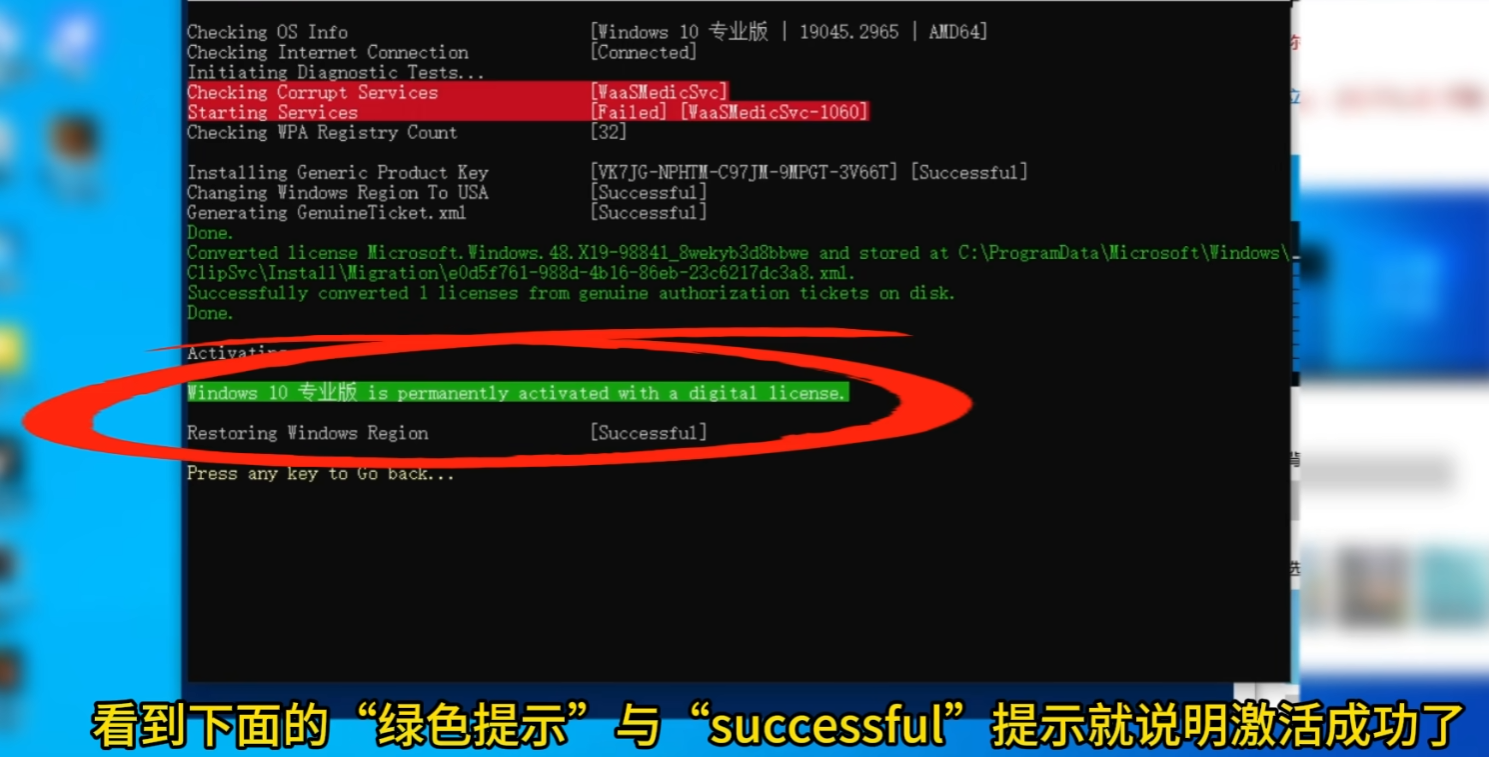 Checking OS Info [Windows 10 专业版 | 19045.2965 | AMD64]
Checking Internet Connection [Connected]
Initiating Diagnostic Tests...
Checking Corrupt Services [WaaSMedicSvc]
Starting Services [Failed] [WaaSMedicSvc-1060]
Checking WPA Registry Count [32]
Installing Generic Product Key [VK7JG-NPHTM-C97JM-9MPGT-3V66T] [Successful]
Changing Windows Region To USA [Successful]
Generating GenuineTicket.xml [Successful]
Done.
Converted license Microsoft.Windows.48.X19-98841_8wekyb3d8bbwe and stored at C:\ProgramData\Microsoft\Windows\
ClipSvc\Install\Migration\e0d5f761-988d-4b16-86eb-23c6217dc3a8.xml.
Successfully converted 1 licenses from genuine authorization tickets on disk.
Done.
Activating
Windows 10 专业版 is permanently activated with a digital license.
Restoring Windows Region [Successful]
Press any key to Go back...
看到下面的“绿色提示”与“successful”提示就说明激活成功了